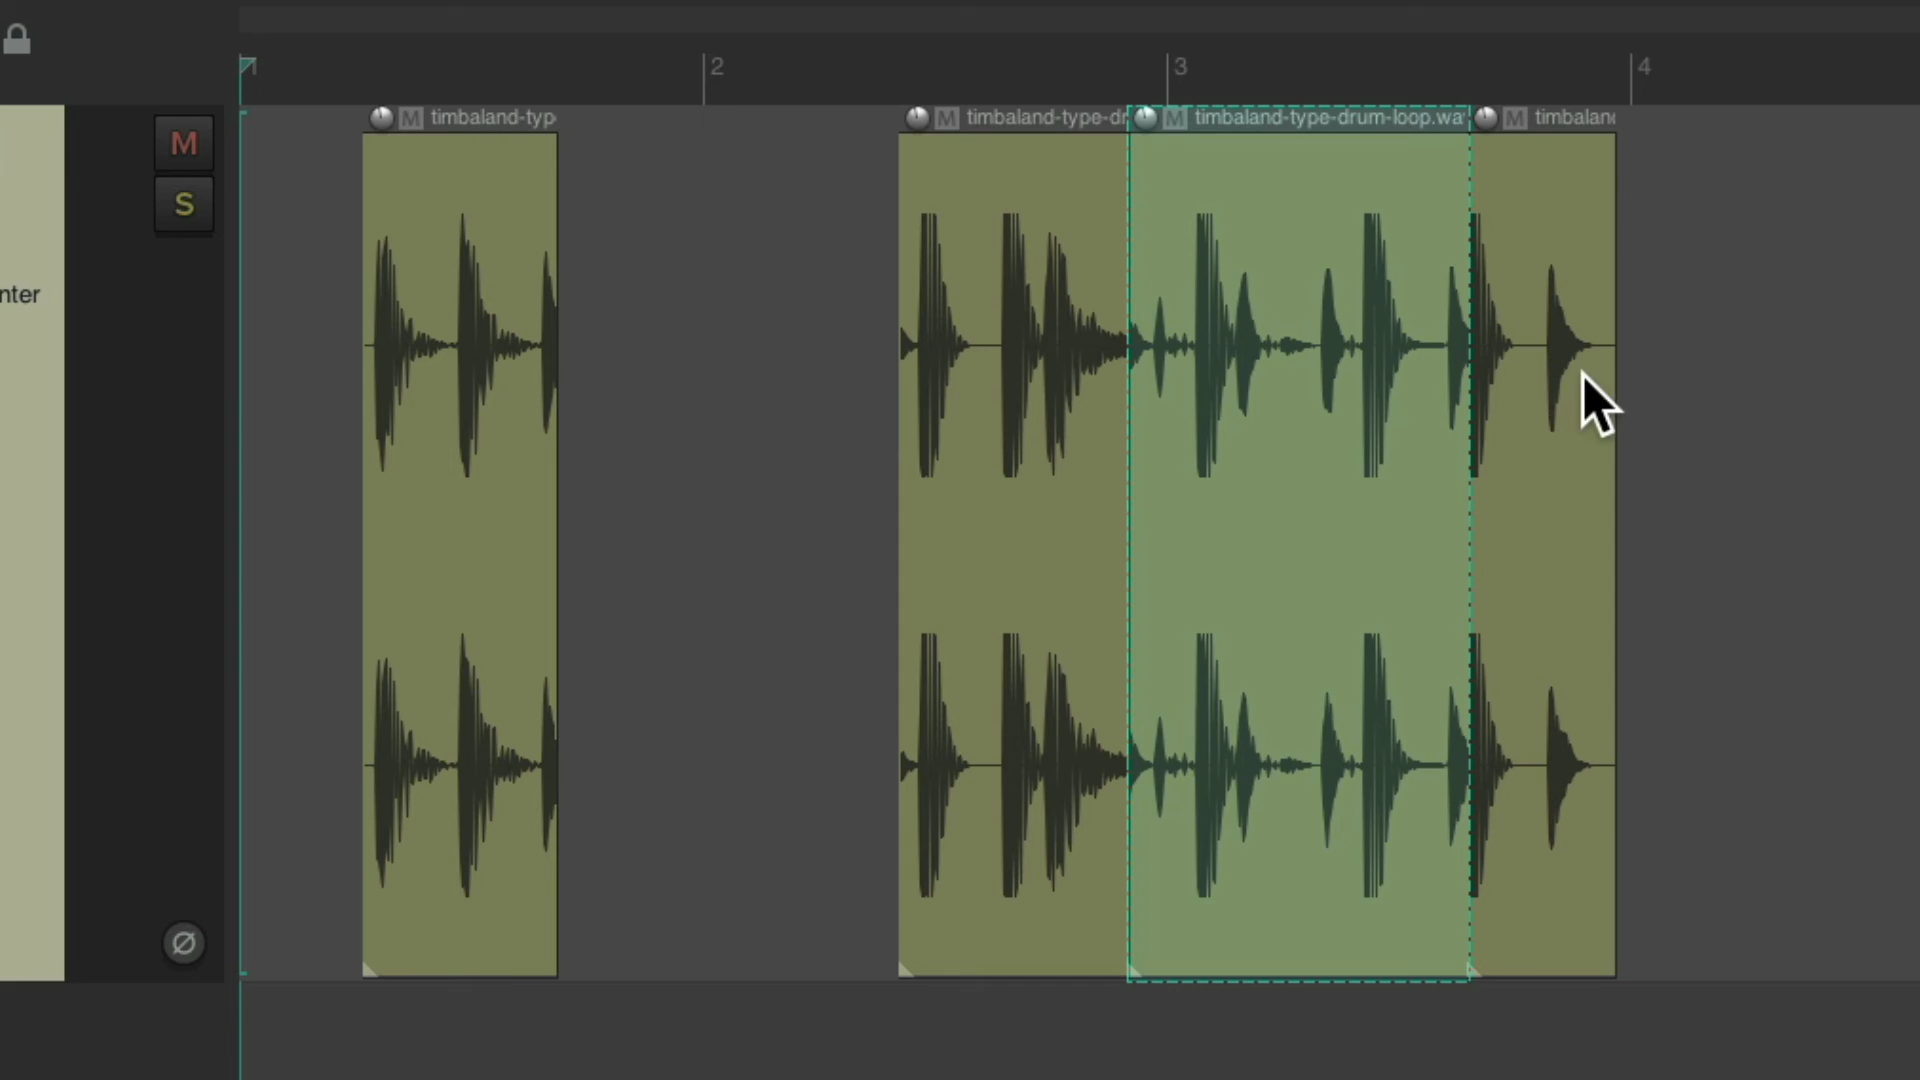 1 2 3 4
M timbaland-typ M timbaland-type-dr M timbaland-type-drum-loop.wa M timbalan
M
S
nter
Ø